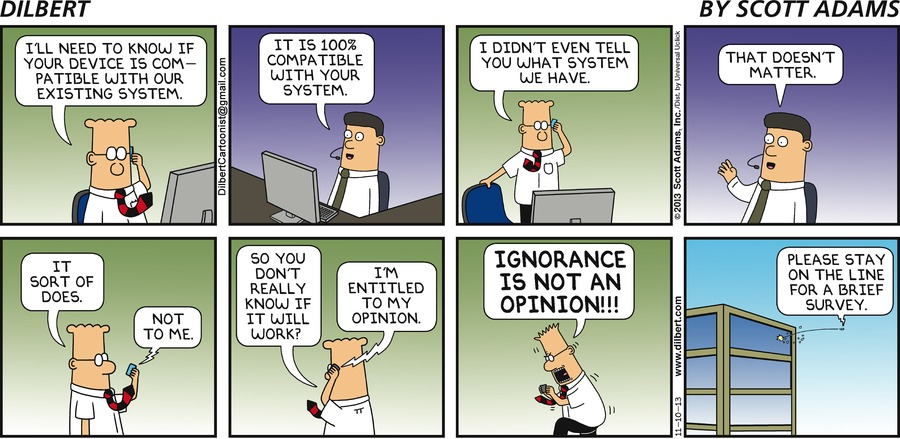 DILBERT
BY SCOTT ADAMS
I'LL NEED TO KNOW IF
YOUR DEVICE IS COM-
PATIBLE WITH OUR
EXISTING SYSTEM.
DilbertCartoonist@gmail.com
IT IS 100%
COMPATIBLE
WITH YOUR
SYSTEM.
I DIDN'T EVEN TELL
YOU WHAT SYSTEM
WE HAVE.
©2013 Scott Adams, Inc./Dist. by Universal Uclick
THAT DOESN'T
MATTER.
IT
SORT OF
DOES.
NOT
TO ME.
SO YOU
DON'T
REALLY
KNOW IF
IT WILL
WORK?
I'M
ENTITLED
TO MY
OPINION.
IGNORANCE
IS NOT AN
OPINION!!!
11-10-13 www.dilbert.com
PLEASE STAY
ON THE LINE
FOR A BRIEF
SURVEY.